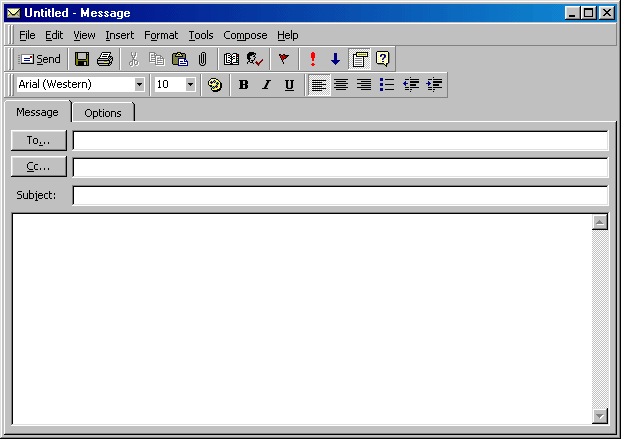 Untitled - Message
File Edit View Insert Format Tools Compose Help
Send
Arial (Western) 10 B I U
Message Options
To...
Cc...
Subject: